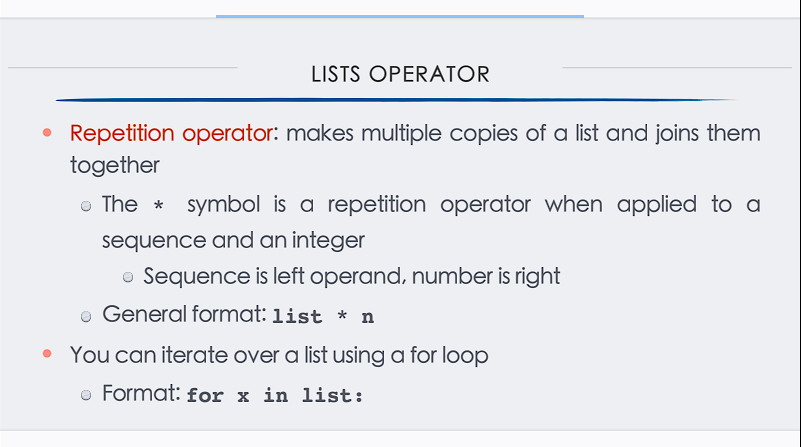 LISTS OPERATOR
Repetition operator: makes multiple copies of a list and joins them
together
The * symbol is a repetition operator when applied to a
sequence and an integer
Sequence is left operand, number is right
General format: list * n
You can iterate over a list using a for loop
Format: for x in list: